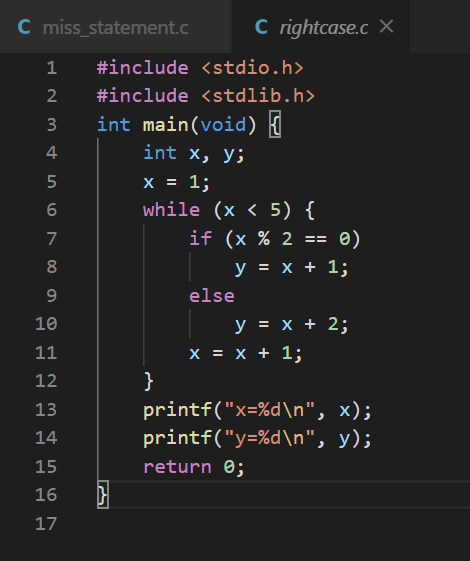 C miss_statement.c C rightcase.c ×
1 #include <stdio.h>
2 #include <stdlib.h>
3 int main(void) {
4     int x, y;
5     x = 1;
6     while (x < 5) {
7         if (x % 2 == 0)
8             y = x + 1;
9         else
10             y = x + 2;
11         x = x + 1;
12     }
13     printf("x=%d\n", x);
14     printf("y=%d\n", y);
15     return 0;
16 }
17